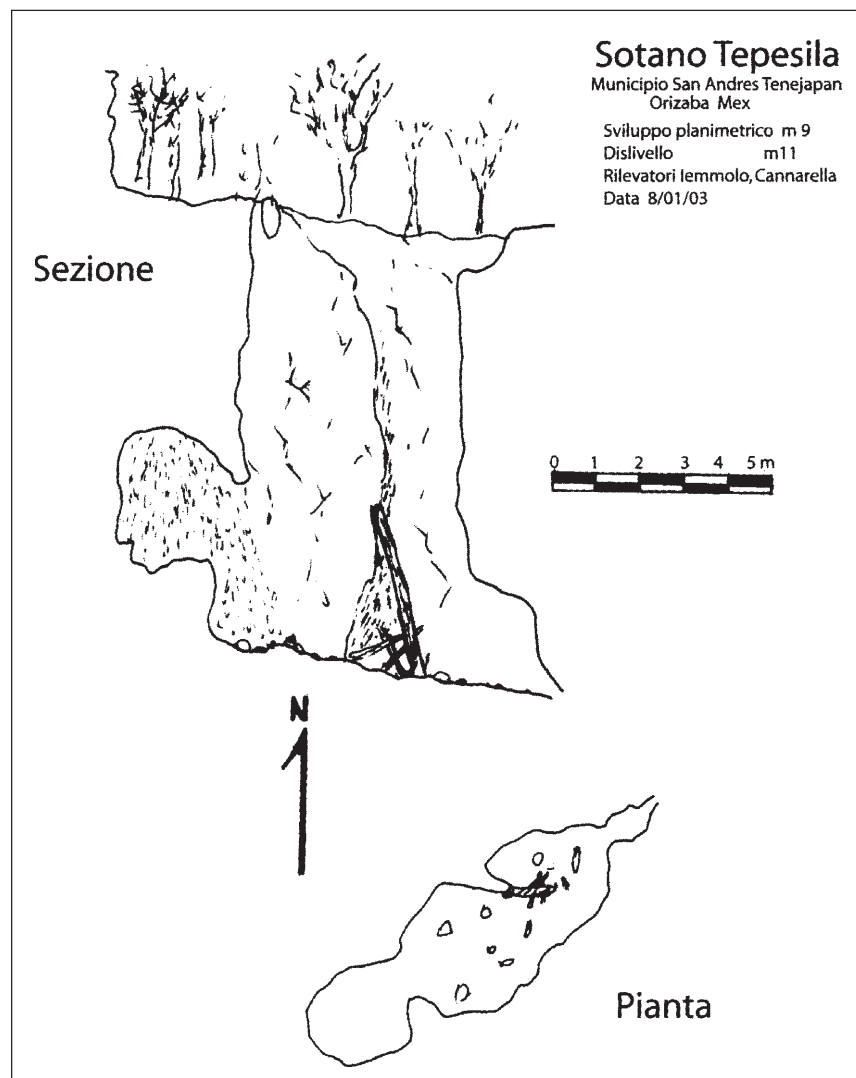 Sotano Tepesila
Municipio San Andres Tenejapan
Orizaba Mex
Sviluppo planimetrico m 9
Dislivello m11
Rilevatori Iemmolo, Cannarella
Data 8/01/03
Sezione
0 1 2 3 4 5 m
N
Pianta